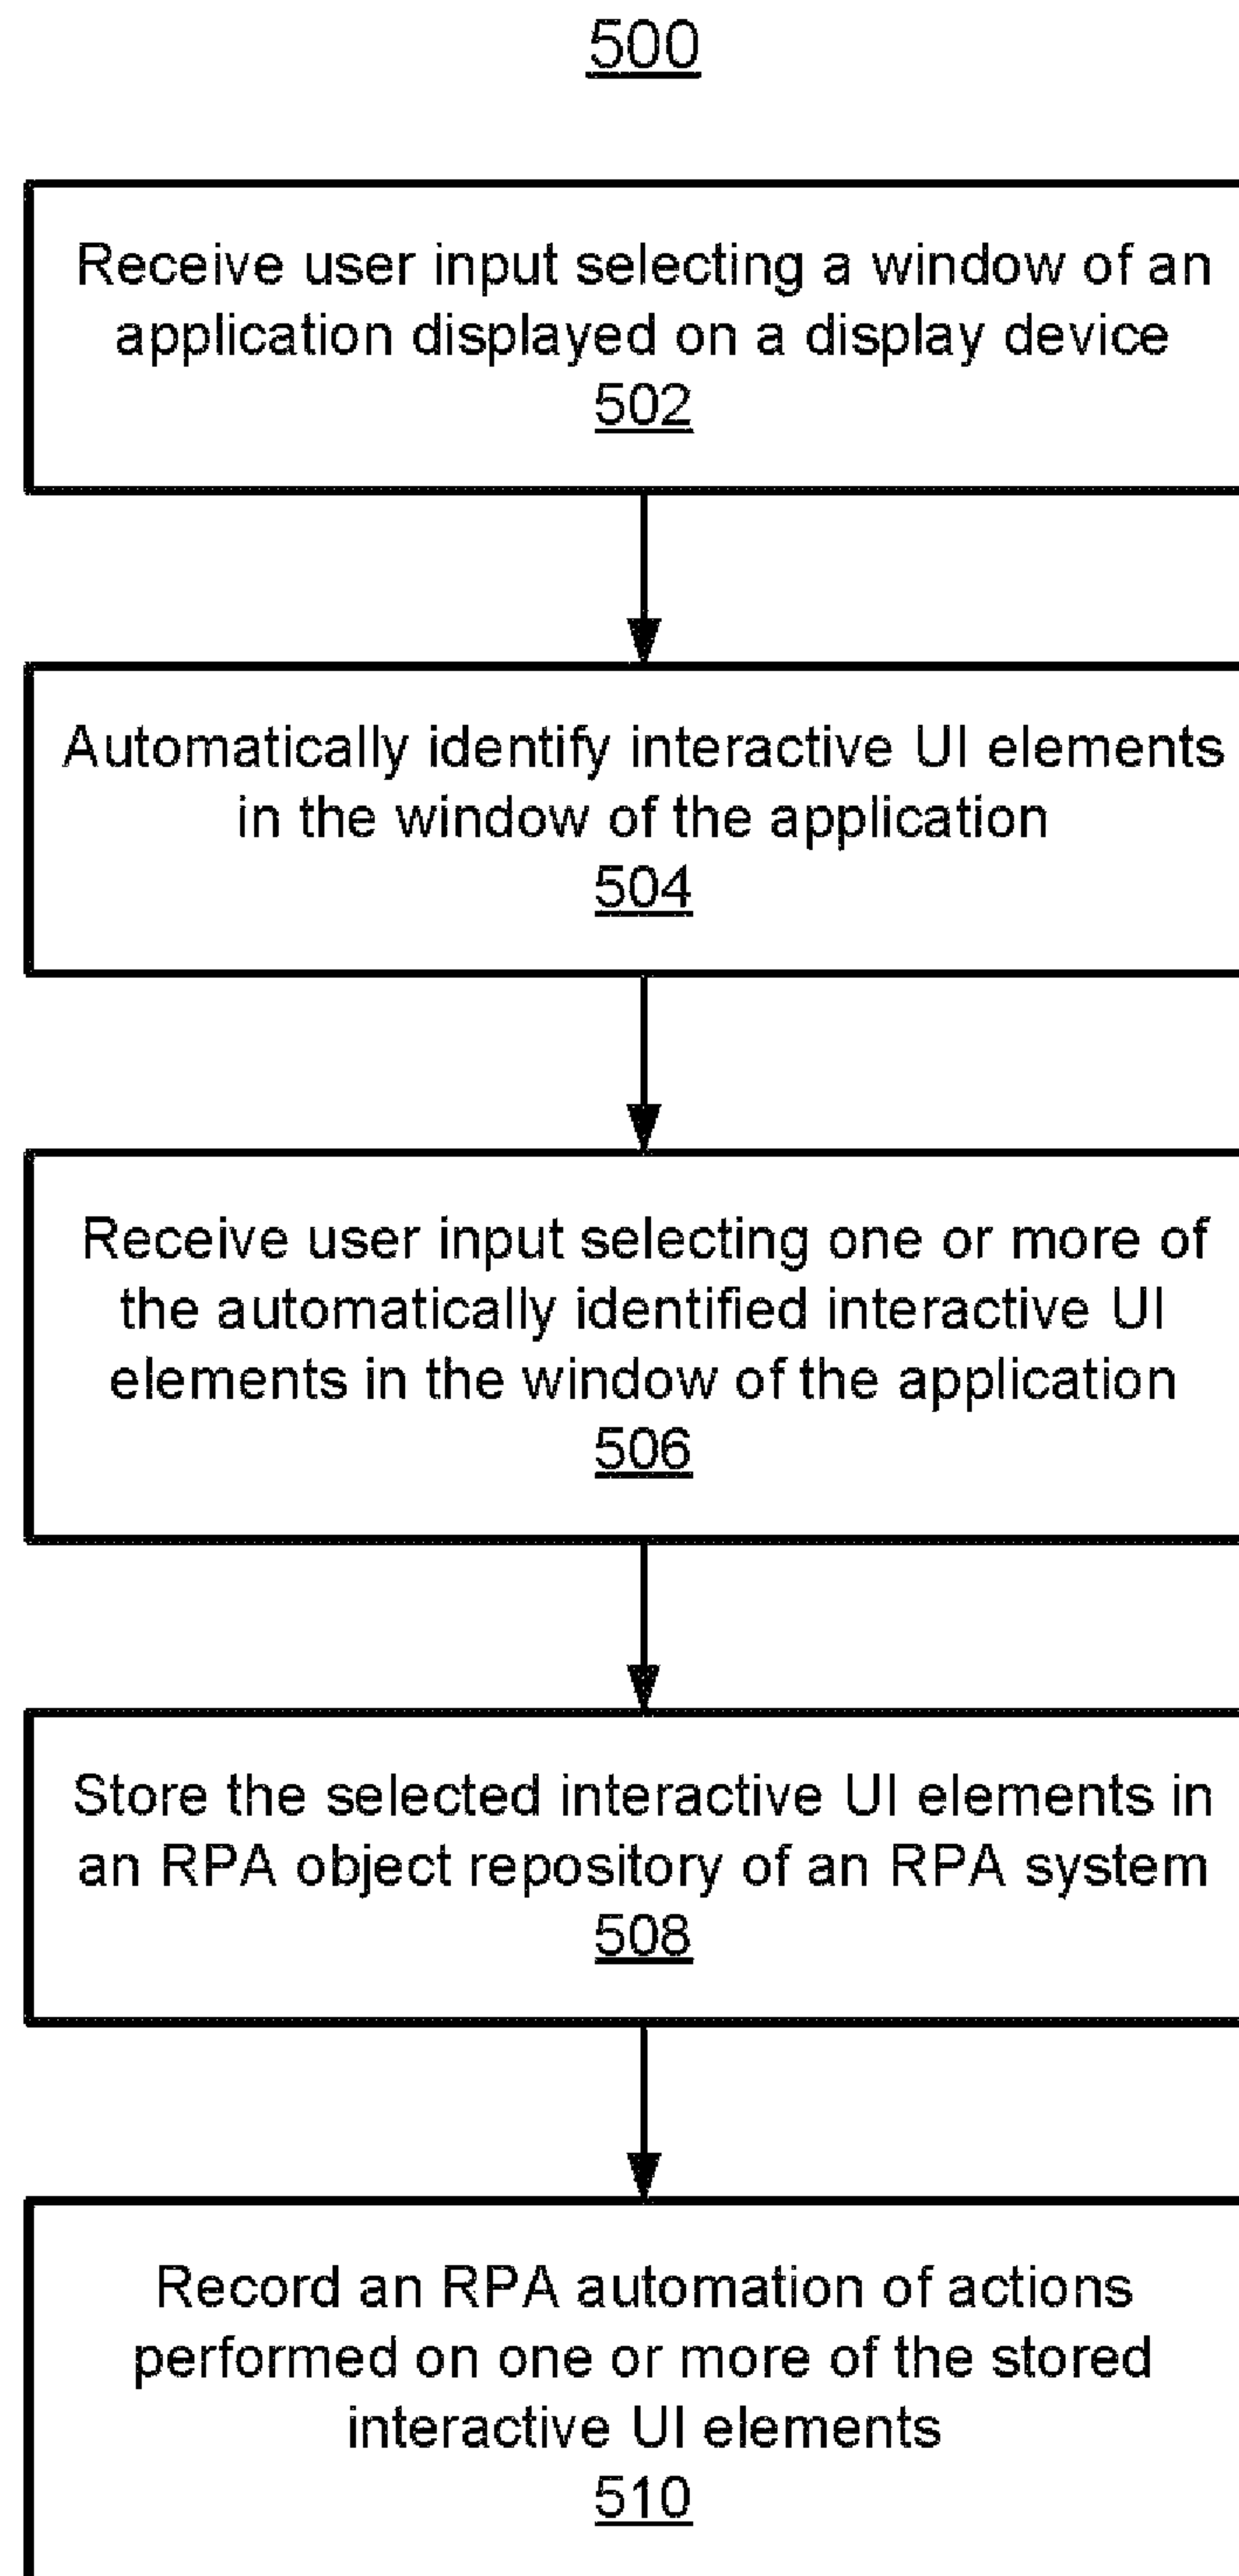 500
Receive user input selecting a window of an
application displayed on a display device
502
Automatically identify interactive UI elements
in the window of the application
504
Receive user input selecting one or more of
the automatically identified interactive UI
elements in the window of the application
506
Store the selected interactive UI elements in
an RPA object repository of an RPA system
508
Record an RPA automation of actions
performed on one or more of the stored
interactive UI elements
510